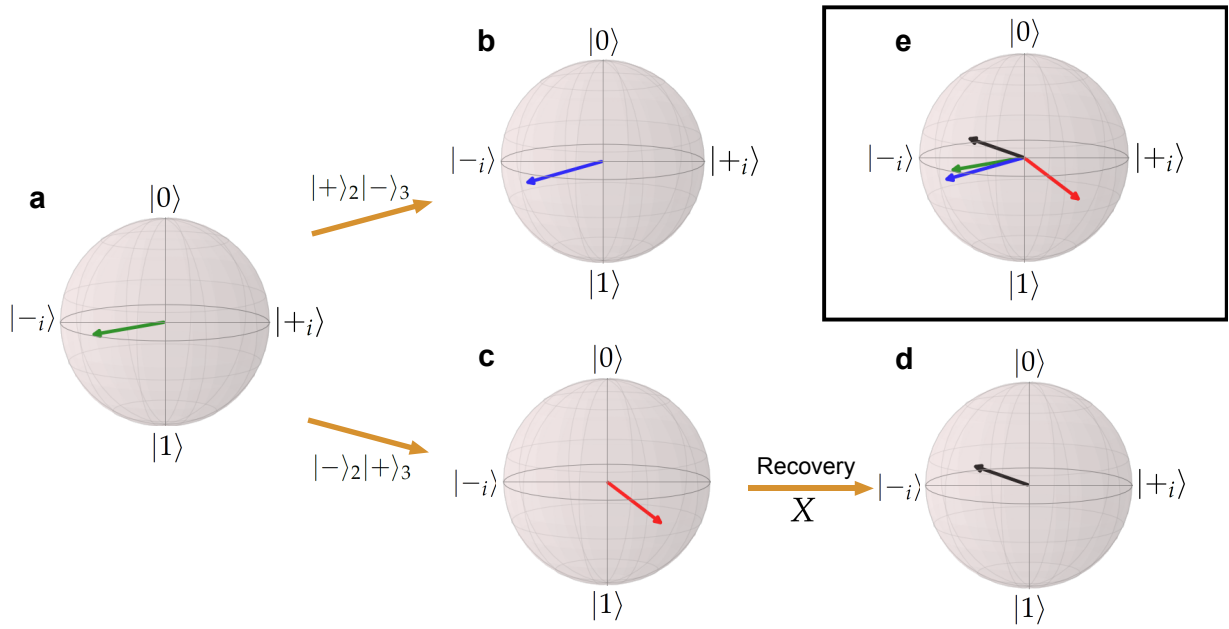 a
|0⟩
|−ᵢ⟩
|+ᵢ⟩
|1⟩
|+⟩₂|−⟩₃
|−⟩₂|+⟩₃
b
|0⟩
|−ᵢ⟩
|+ᵢ⟩
|1⟩
c
|0⟩
|−ᵢ⟩
|1⟩
Recovery
X
d
|0⟩
|−ᵢ⟩
|+ᵢ⟩
|1⟩
e
|0⟩
|−ᵢ⟩
|+ᵢ⟩
|1⟩